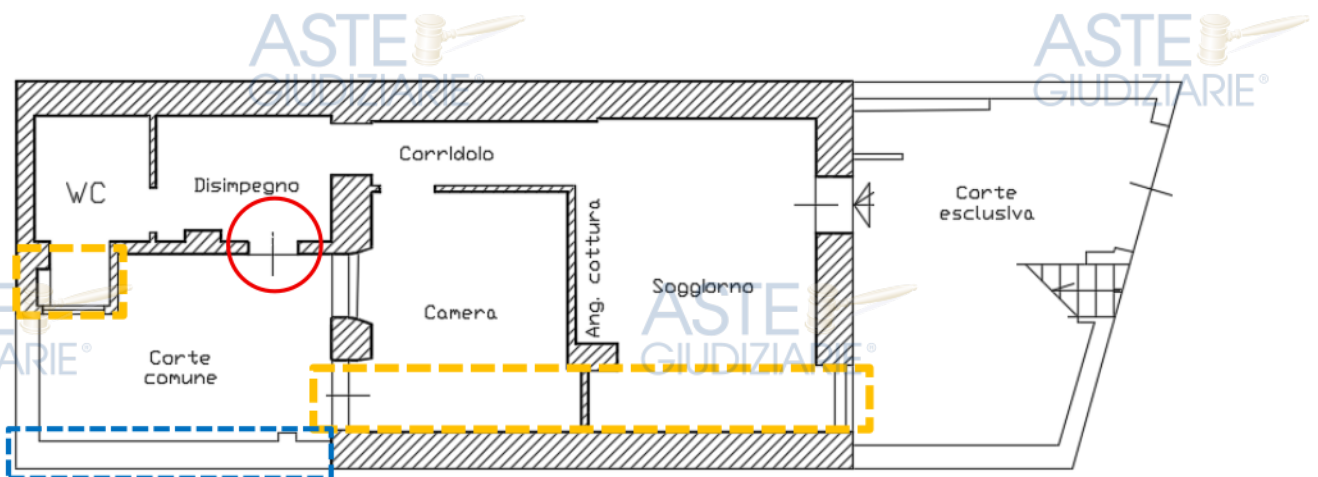 ASTE
GIUDIZIARIE®
ASTE
GIUDIZIARIE®
Corridoio
WC
Disimpegno
Corte
esclusiva
Ang. cottura
Soggiorno
Camera
ASTE
GIUDIZIARIE®
ARIE®
Corte
comune